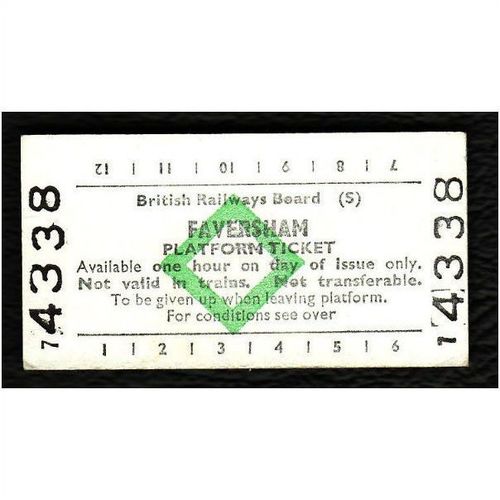 7 | 8 | 9 | 10 | 11 | 12
British Railways Board (S)
FAVERSHAM
PLATFORM TICKET
Available one hour on day of issue only.
Not valid in trains. Not transferable.
To be given up when leaving platform.
For conditions see over
1 | 2 | 3 | 4 | 5 | 6
4338
4338